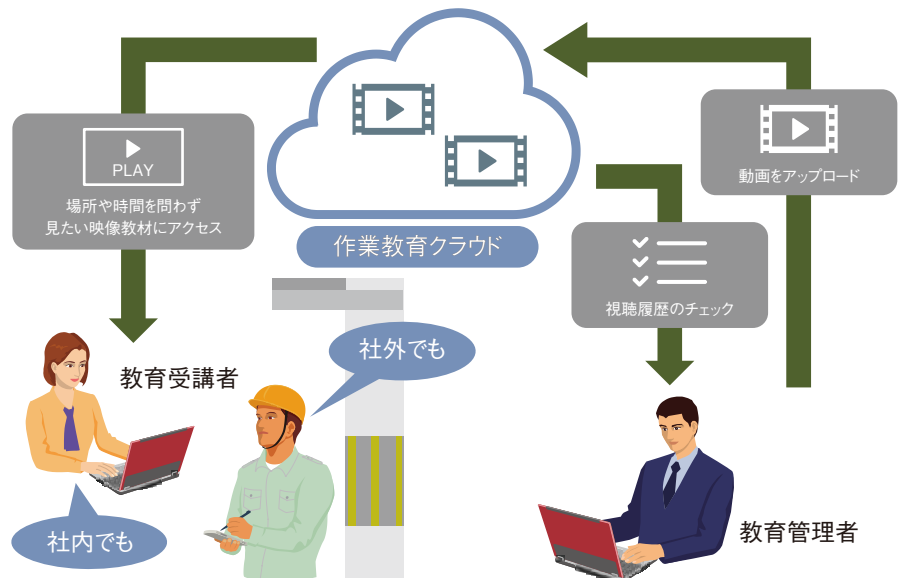 PLAY
場所や時間を問わず
見たい映像教材にアクセス
作業教育クラウド
動画をアップロード
視聴履歴のチェック
教育受講者
社外でも
社内でも
教育管理者